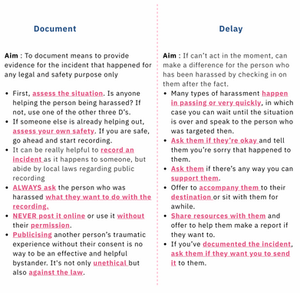 Document
Aim : To document means to provide
evidence for the incident that happened for
any legal and safety purpose only
• First, assess the situation. Is anyone
helping the person being harassed? If
not, use one of the other three D's.
• If someone else is already helping out,
assess your own safety. If you are safe,
go ahead and start recording.
• It can be really helpful to record an
incident as it happens to someone, but
abide by local laws regarding public
recording
• ALWAYS ask the person who was
harassed what they want to do with the
recording.
• NEVER post it online or use it without
their permission.
• Publicising another person's traumatic
experience without their consent is no
way to be an effective and helpful
bystander. It's not only unethical but
also against the law.
Delay
Aim : If can't act in the moment, can
make a difference for the person who
has been harassed by checking in on
them after the fact.
• Many types of harassment happen
in passing or very quickly, in which
case you can wait until the situation
is over and speak to the person who
was targeted then.
• Ask them if they're okay and tell
them you're sorry that happened to
them.
• Ask them if there's any way you can
support them.
• Offer to accompany them to their
destination or sit with them for
awhile.
• Share resources with them and
offer to help them make a report if
they want to.
• If you've documented the incident,
ask them if they want you to send
it to them.